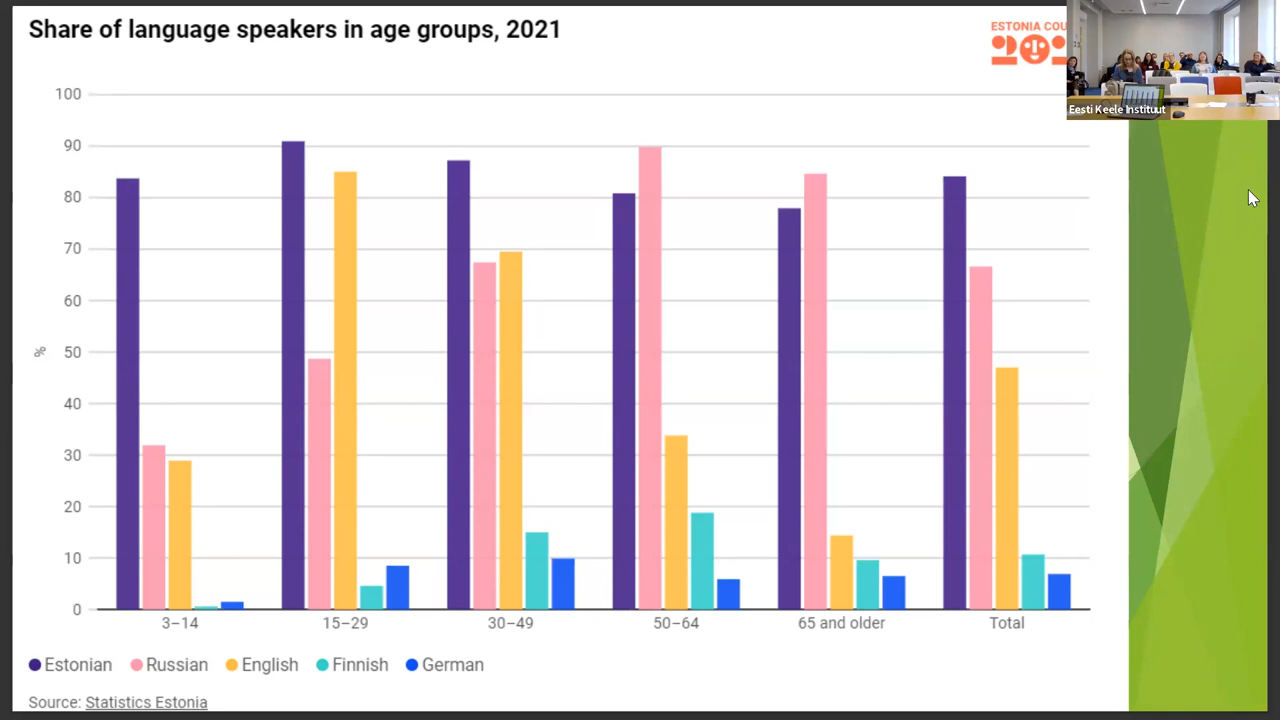 Share of language speakers in age groups, 2021
ESTONIA COU
Eesti Keele Instituut
100
90
80
70
60
50
%
40
30
20
10
0
3–14 15–29 30–49 50–64 65 and older Total
Estonian Russian English Finnish German
Source: Statistics Estonia